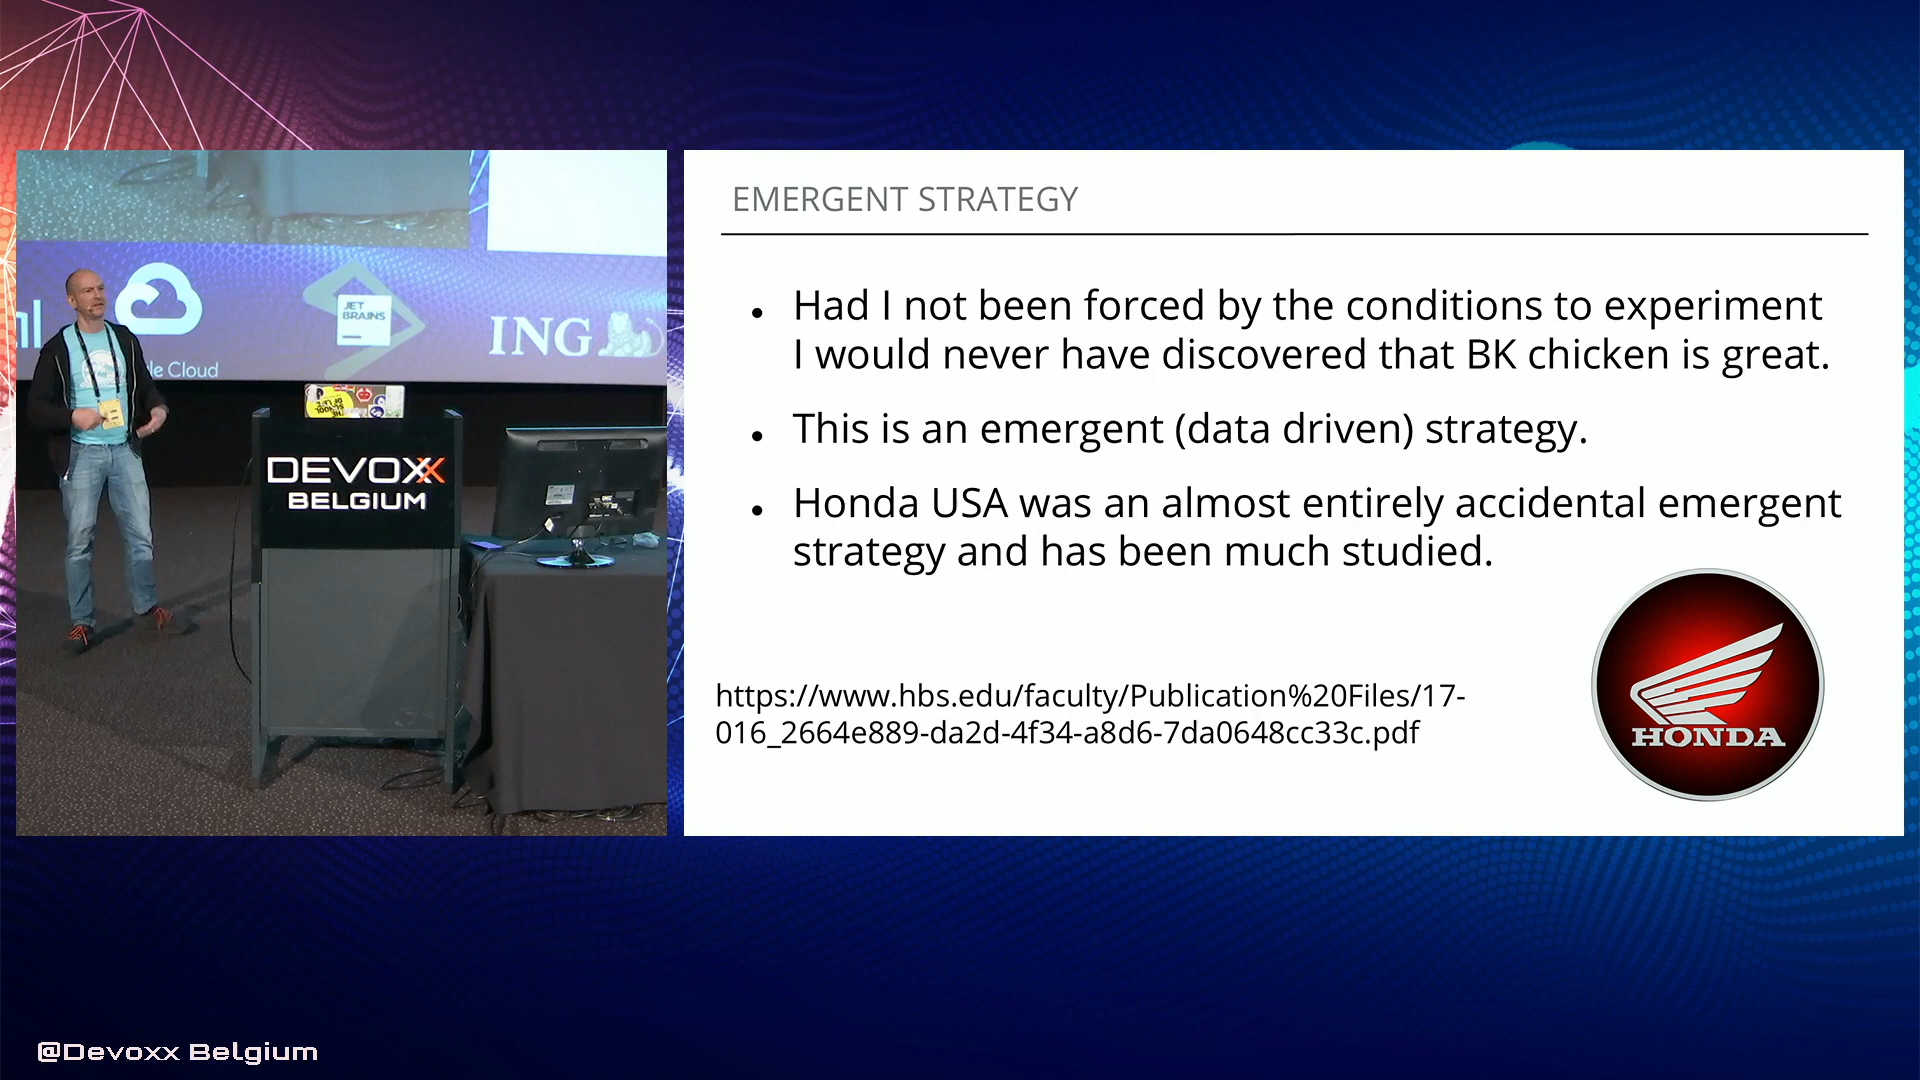 EMERGENT STRATEGY
• Had I not been forced by the conditions to experiment
I would never have discovered that BK chicken is great.
• This is an emergent (data driven) strategy.
• Honda USA was an almost entirely accidental emergent
strategy and has been much studied.
https://www.hbs.edu/faculty/Publication%20Files/17-
016_2664e889-da2d-4f34-a8d6-7da0648cc33c.pdf
HONDA
JET
BRAINS
ING
le Cloud
DEVOXX
BELGIUM
@Devoxx Belgium